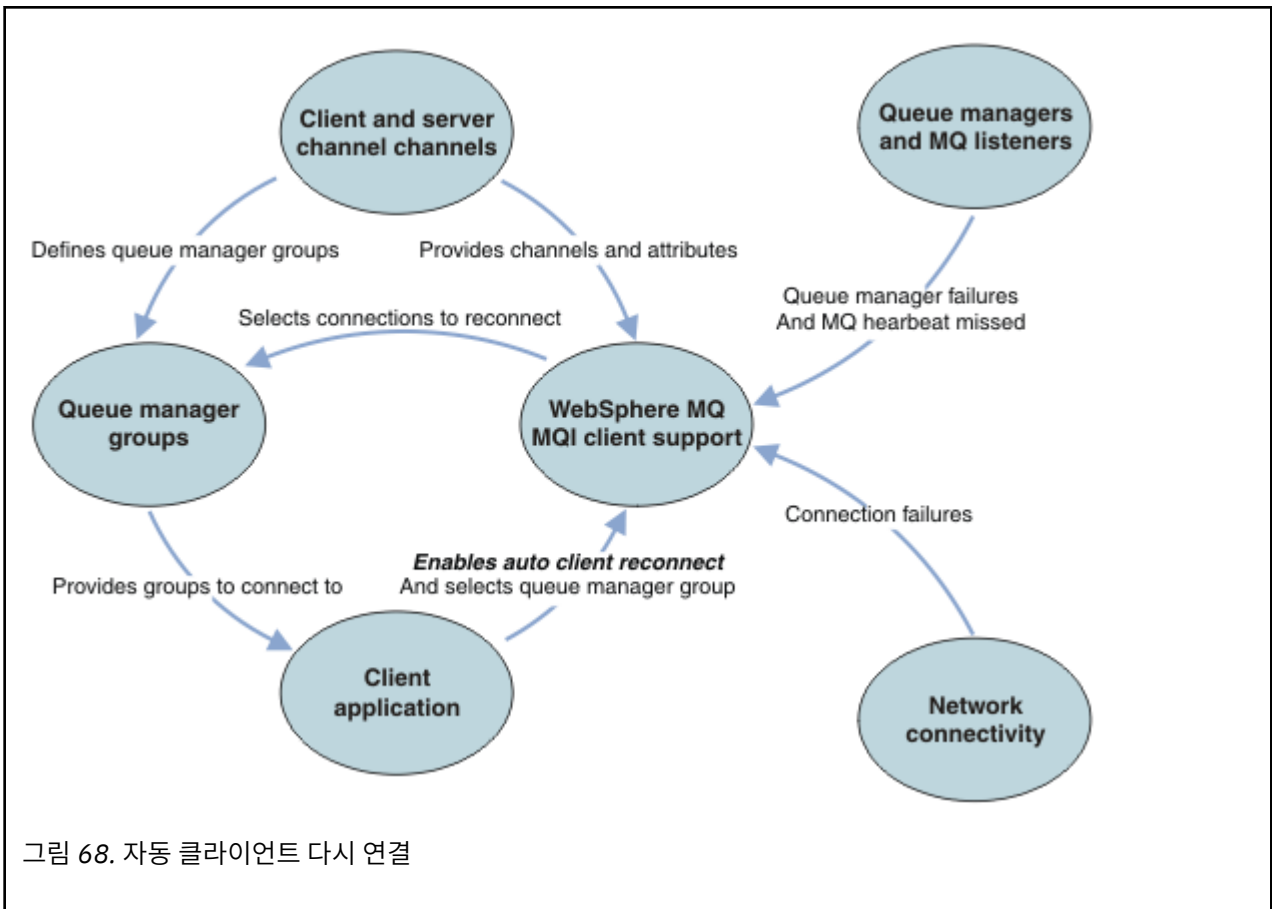 Client and server
channel channels
Queue managers
and MQ listeners
Defines queue manager groups
Provides channels and attributes
Queue manager failures
And MQ hearbeat missed
Selects connections to reconnect
Queue manager
groups
WebSphere MQ
MQI client support
Connection failures
Enables auto client reconnect
And selects queue manager group
Provides groups to connect to
Client
application
Network
connectivity
그림 68. 자동 클라이언트 다시 연결